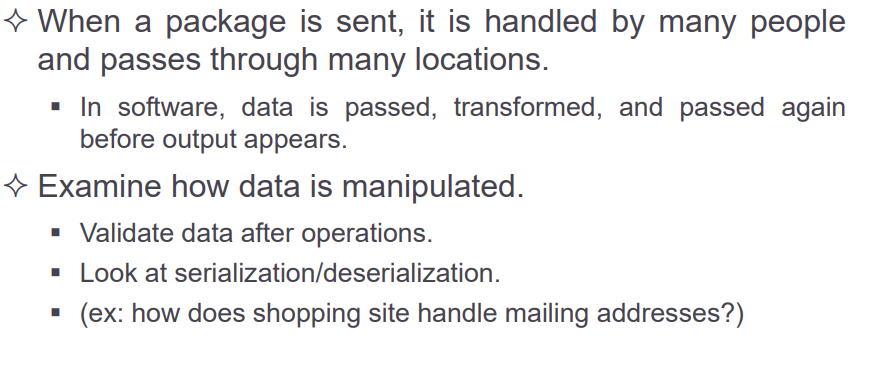 ✧ When a package is sent, it is handled by many people
and passes through many locations.
▪ In software, data is passed, transformed, and passed again
before output appears.
✧ Examine how data is manipulated.
▪ Validate data after operations.
▪ Look at serialization/deserialization.
▪ (ex: how does shopping site handle mailing addresses?)